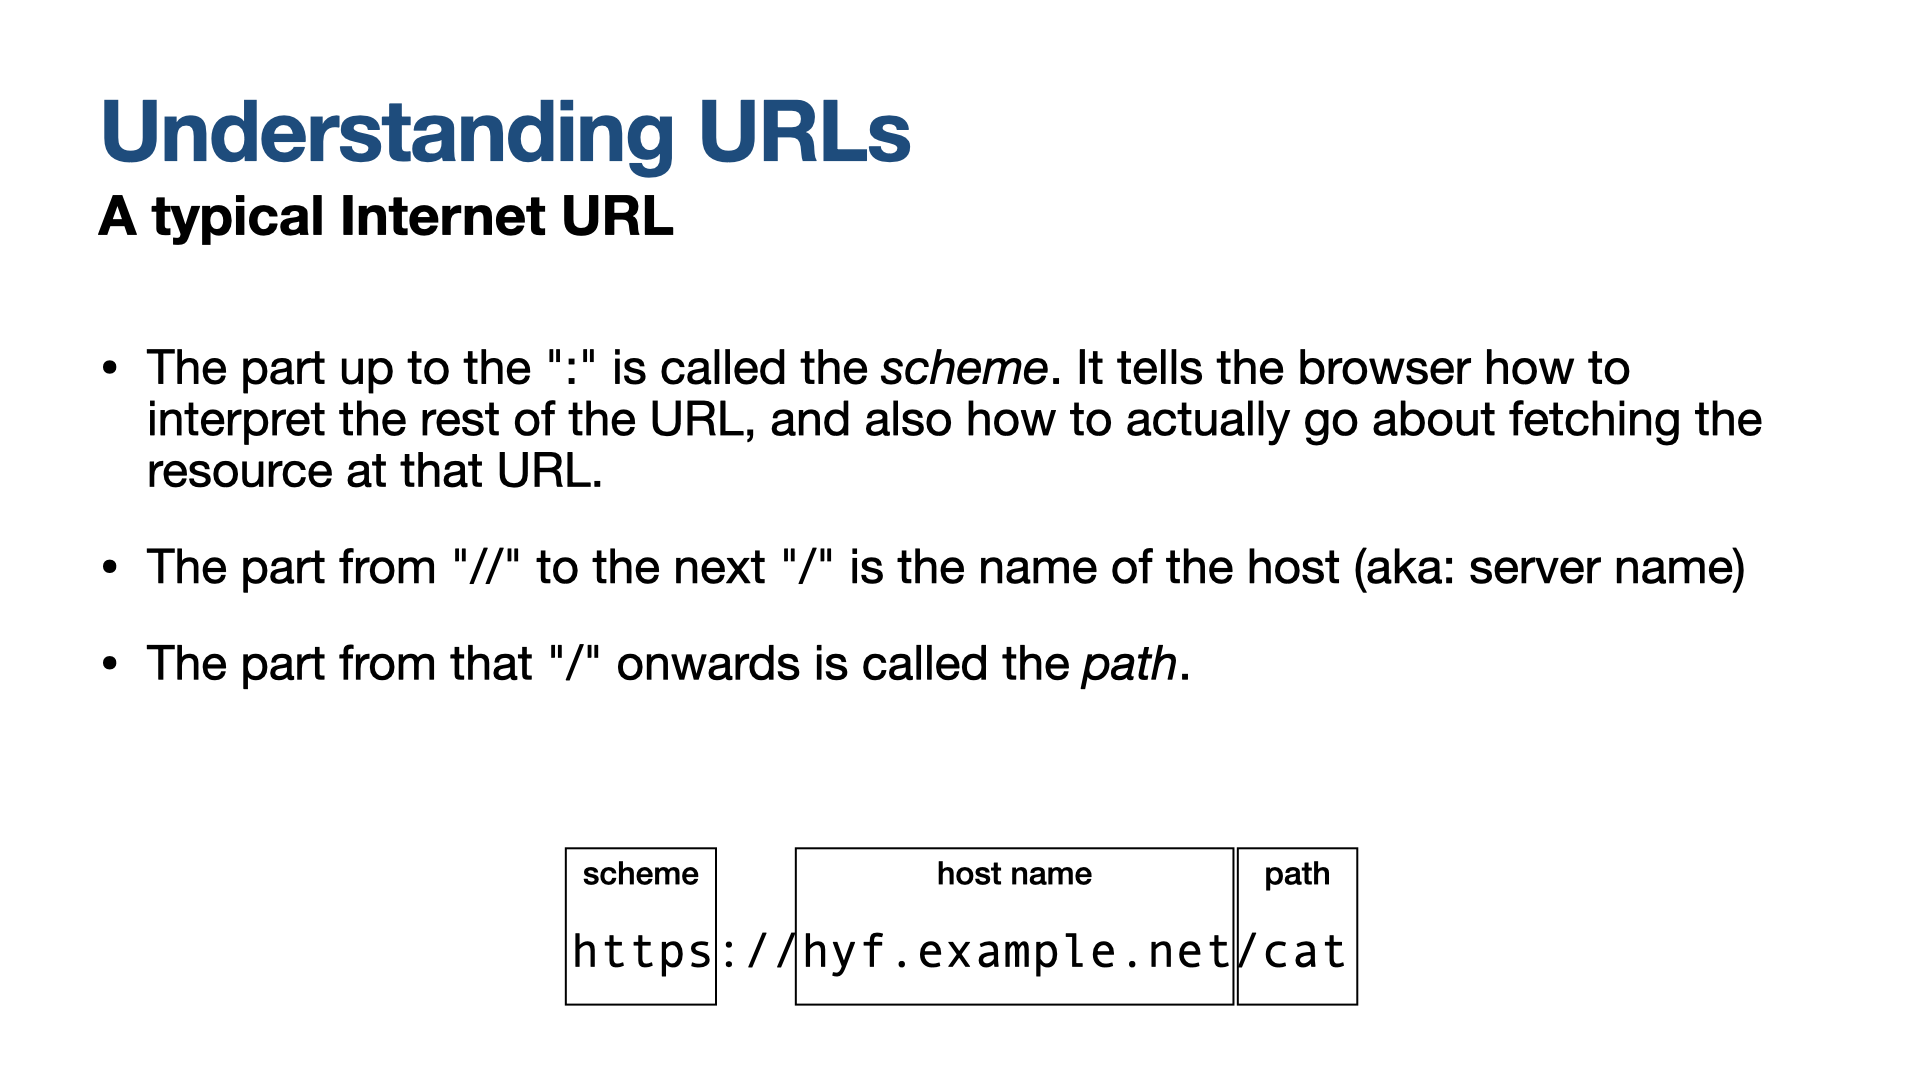 Understanding URLs
A typical Internet URL
• The part up to the ":" is called the scheme. It tells the browser how to
interpret the rest of the URL, and also how to actually go about fetching the
resource at that URL.
• The part from "//" to the next "/" is the name of the host (aka: server name)
• The part from that "/" onwards is called the path.
scheme host name path
https://hyf.example.net/cat